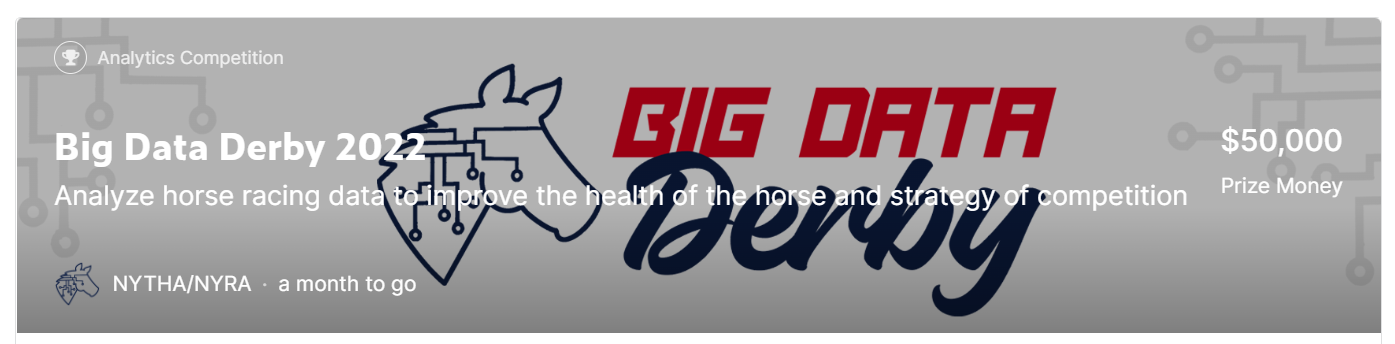 Analytics Competition
BIG DATA
Derby
Big Data Derby 2022
$50,000
Analyze horse racing data to improve the health of the horse and strategy of competition
Prize Money
NYTHA/NYRA · a month to go